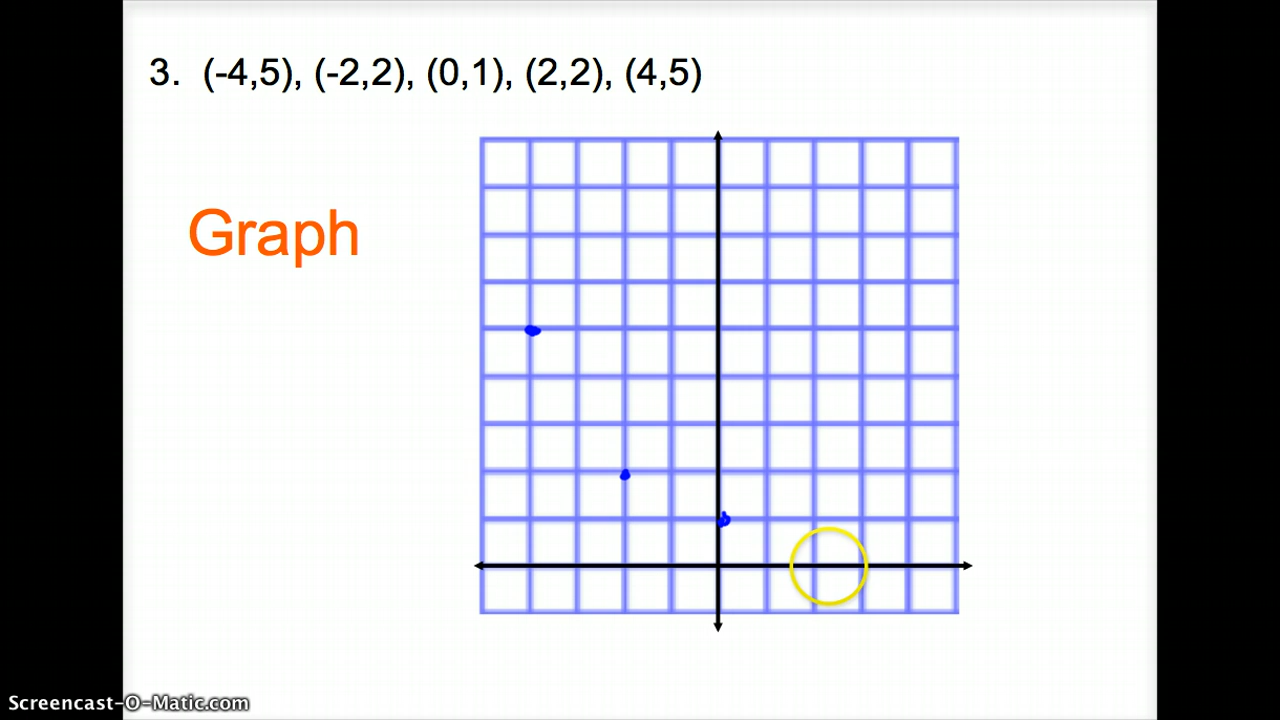 3. (-4,5), (-2,2), (0,1), (2,2), (4,5)
Graph
Screencast-O-Matic.com